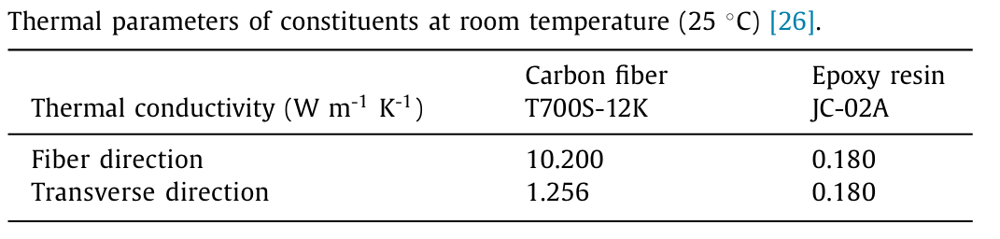 Thermal parameters of constituents at room temperature (25 °C) [26].
Carbon fiber Epoxy resin
Thermal conductivity (W m⁻¹ K⁻¹) T700S-12K JC-02A
Fiber direction 10.200 0.180
Transverse direction 1.256 0.180